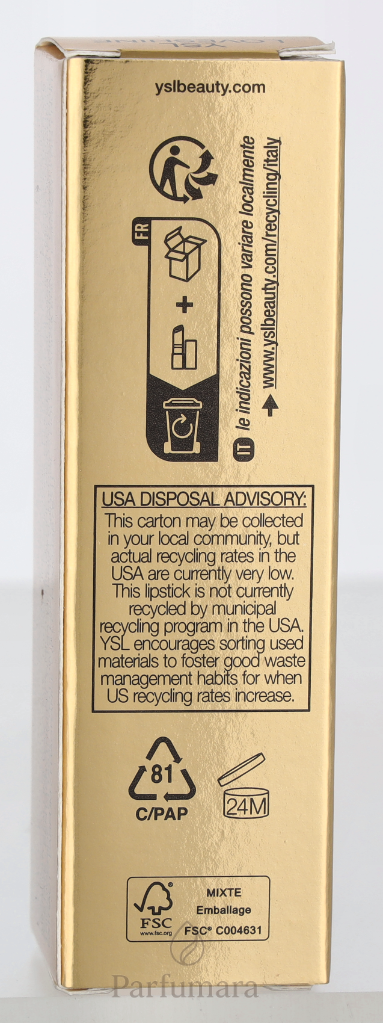 YSL
yslbeauty.com
FR
+
IT le indicazioni possono variare localmente
www.yslbeauty.com/recycling/italy
USA DISPOSAL ADVISORY:
This carton may be collected
in your local community, but
actual recycling rates in the
USA are currently very low.
This lipstick is not currently
recycled by municipal
recycling program in the USA.
YSL encourages sorting used
materials to foster good waste
management habits for when
US recycling rates increase.
81
C/PAP
24M
FSC
www.fsc.org
MIXTE
Emballage
FSC® C004631
Parfumara